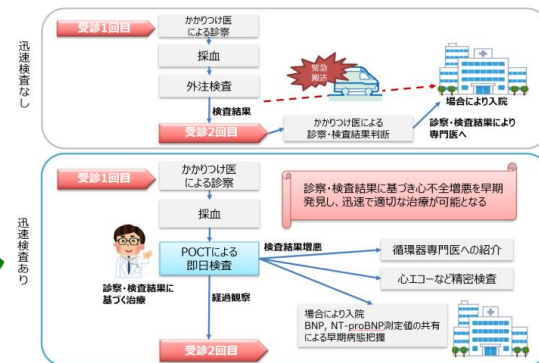 迅速検査なし
受診1回目
かかりつけ医
による診察
採血
外注検査
検査結果
受診2回目
かかりつけ医による
診察・検査結果判断
緊急
搬送
場合により入院
診察・検査結果により
専門医へ
迅速検査あり
受診1回目
かかりつけ医
による診察
採血
POCTによる
即日検査
診察・検査結果に
基づく治療
経過観察
受診2回目
診察・検査結果に基づき心不全増悪を早期
発見し、迅速で適切な治療が可能となる
検査結果増悪
循環器専門医への紹介
心エコーなど精密検査
場合により入院
BNP, NT-proBNP測定値の共有
による早期病態把握